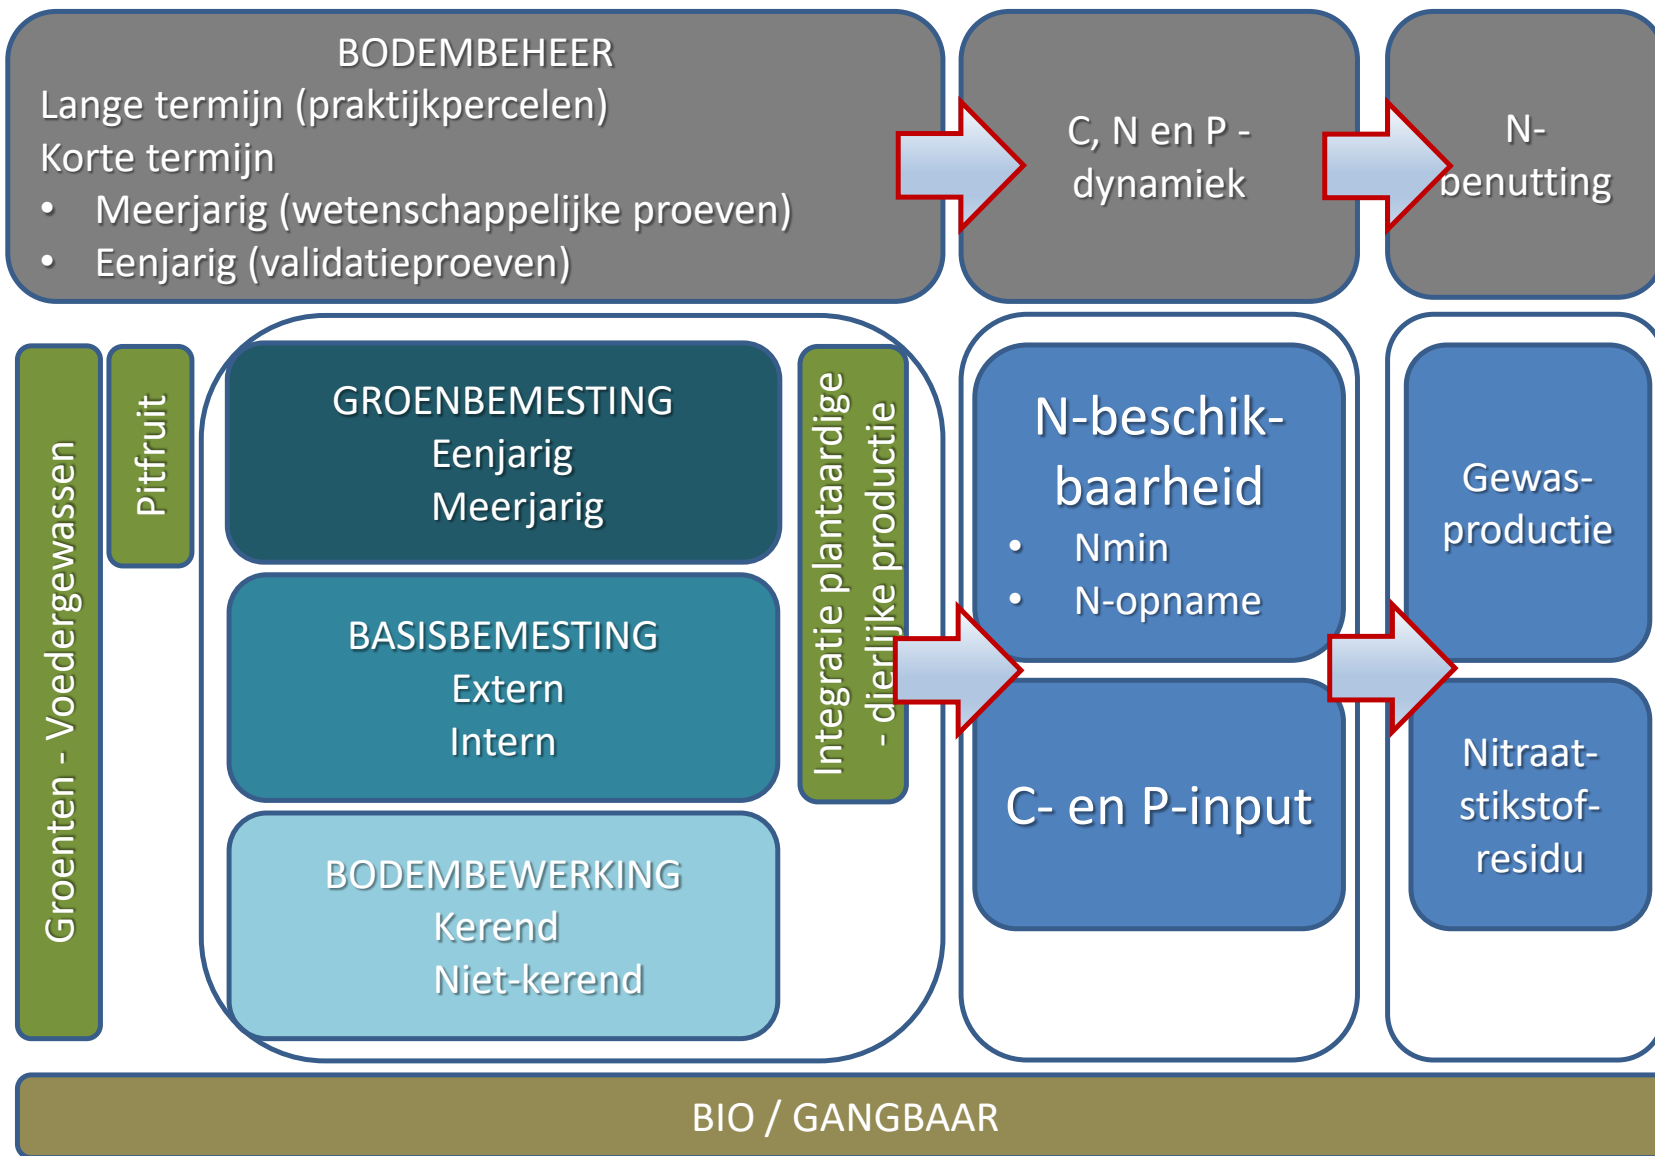 BODEMBEHEER
Lange termijn (praktijkpercelen)
Korte termijn
• Meerjarig (wetenschappelijke proeven)
• Eenjarig (validatieproeven)
C, N en P -
dynamiek
N-
benutting
Groenten - Voedergewassen
Pitfruit
GROENBEMESTING
Eenjarig
Meerjarig
BASISBEMESTING
Extern
Intern
BODEMBEWERKING
Kerend
Niet-kerend
Integratie plantaardige
- dierlijke productie
N-beschik-
baarheid
• Nmin
• N-opname
C- en P-input
Gewas-
productie
Nitraat-
stikstof-
residu
BIO / GANGBAAR